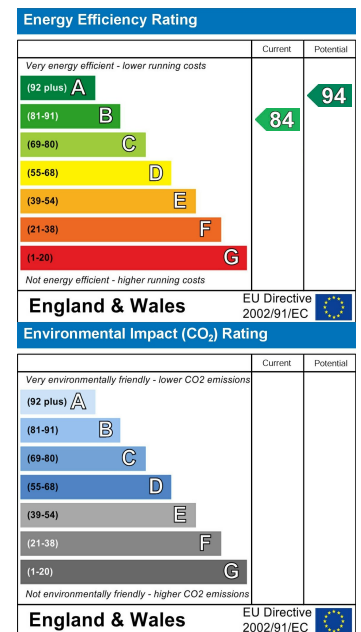 Energy Efficiency Rating
Current Potential
Very energy efficient - lower running costs
(92 plus) A
(81-91) B
(69-80) C
(55-68) D
(39-54) E
(21-38) F
(1-20) G
84
94
Not energy efficient - higher running costs
England & Wales
EU Directive
2002/91/EC
Environmental Impact (CO₂) Rating
Current Potential
Very environmentally friendly - lower CO2 emissions
(92 plus) A
(81-91) B
(69-80) C
(55-68) D
(39-54) E
(21-38) F
(1-20) G
Not environmentally friendly - higher CO2 emissions
England & Wales
EU Directive
2002/91/EC